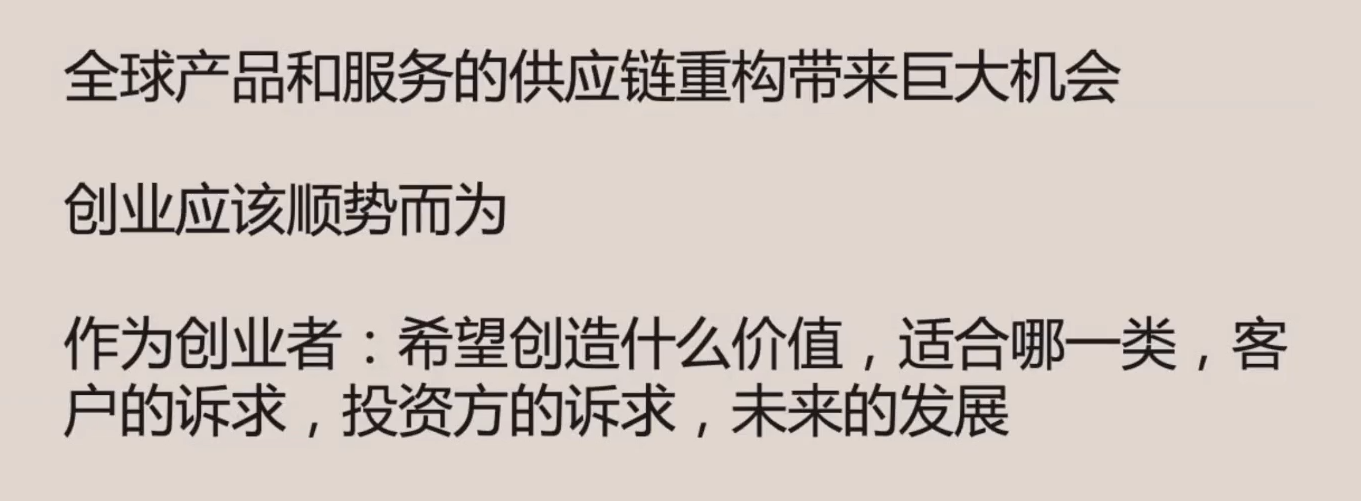 全球产品和服务的供应链重构带来巨大机会
创业应该顺势而为
作为创业者：希望创造什么价值，适合哪一类，客
户的诉求，投资方的诉求，未来的发展